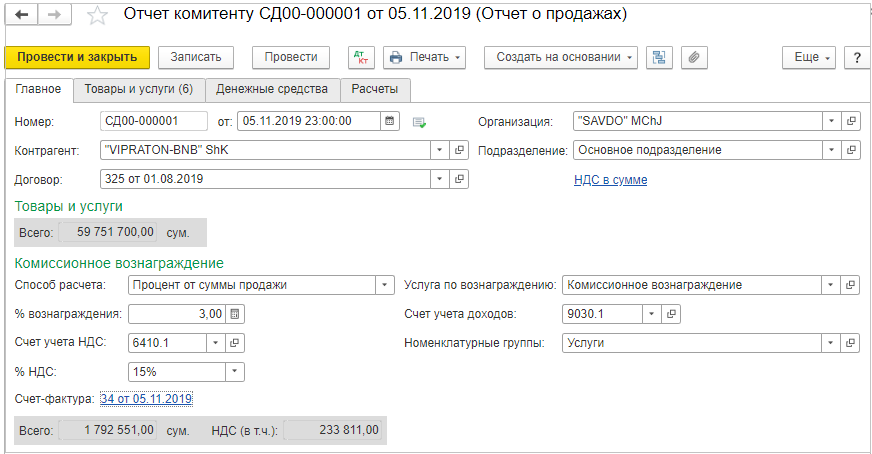 Отчет комитенту СД00-000001 от 05.11.2019 (Отчет о продажах)
Провести и закрыть Записать Провести Дт Кт Печать Создать на основании Еще ?
Главное Товары и услуги (6) Денежные средства Расчеты
Номер: СД00-000001 от: 05.11.2019 23:00:00 Организация: "SAVDO" MChJ
Контрагент: "VIPRATON-BNB" ShK Подразделение: Основное подразделение
Договор: 325 от 01.08.2019 НДС в сумме
Товары и услуги
Всего: 59 751 700,00 сум.
Комиссионное вознаграждение
Способ расчета: Процент от суммы продажи Услуга по вознаграждению: Комиссионное вознаграждение
% вознаграждения: 3,00 Счет учета доходов: 9030.1
Счет учета НДС: 6410.1 Номенклатурные группы: Услуги
% НДС: 15%
Счет-фактура: 34 от 05.11.2019
Всего: 1 792 551,00 сум. НДС (в т.ч.): 233 811,00